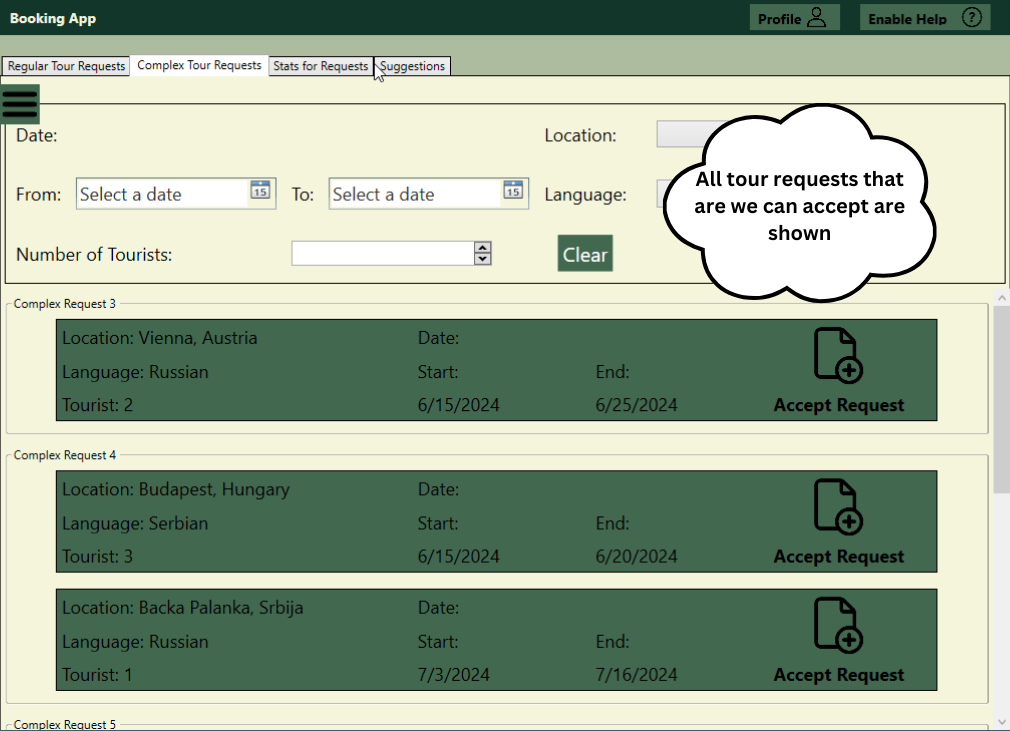 Booking App
Profile
Enable Help ?
Regular Tour Requests
Complex Tour Requests
Stats for Requests
Suggestions
Date:
Location:
From:
Select a date
15
To:
Select a date
15
Language:
Number of Tourists:
Clear
All tour requests that
are we can accept are
shown
Complex Request 3
Location: Vienna, Austria
Date:
Language: Russian
Start:
End:
Tourist: 2
6/15/2024
6/25/2024
Accept Request
Complex Request 4
Location: Budapest, Hungary
Date:
Language: Serbian
Start:
End:
Tourist: 3
6/15/2024
6/20/2024
Accept Request
Location: Backa Palanka, Srbija
Date:
Language: Russian
Start:
End:
Tourist: 1
7/3/2024
7/16/2024
Accept Request
Complex Request 5